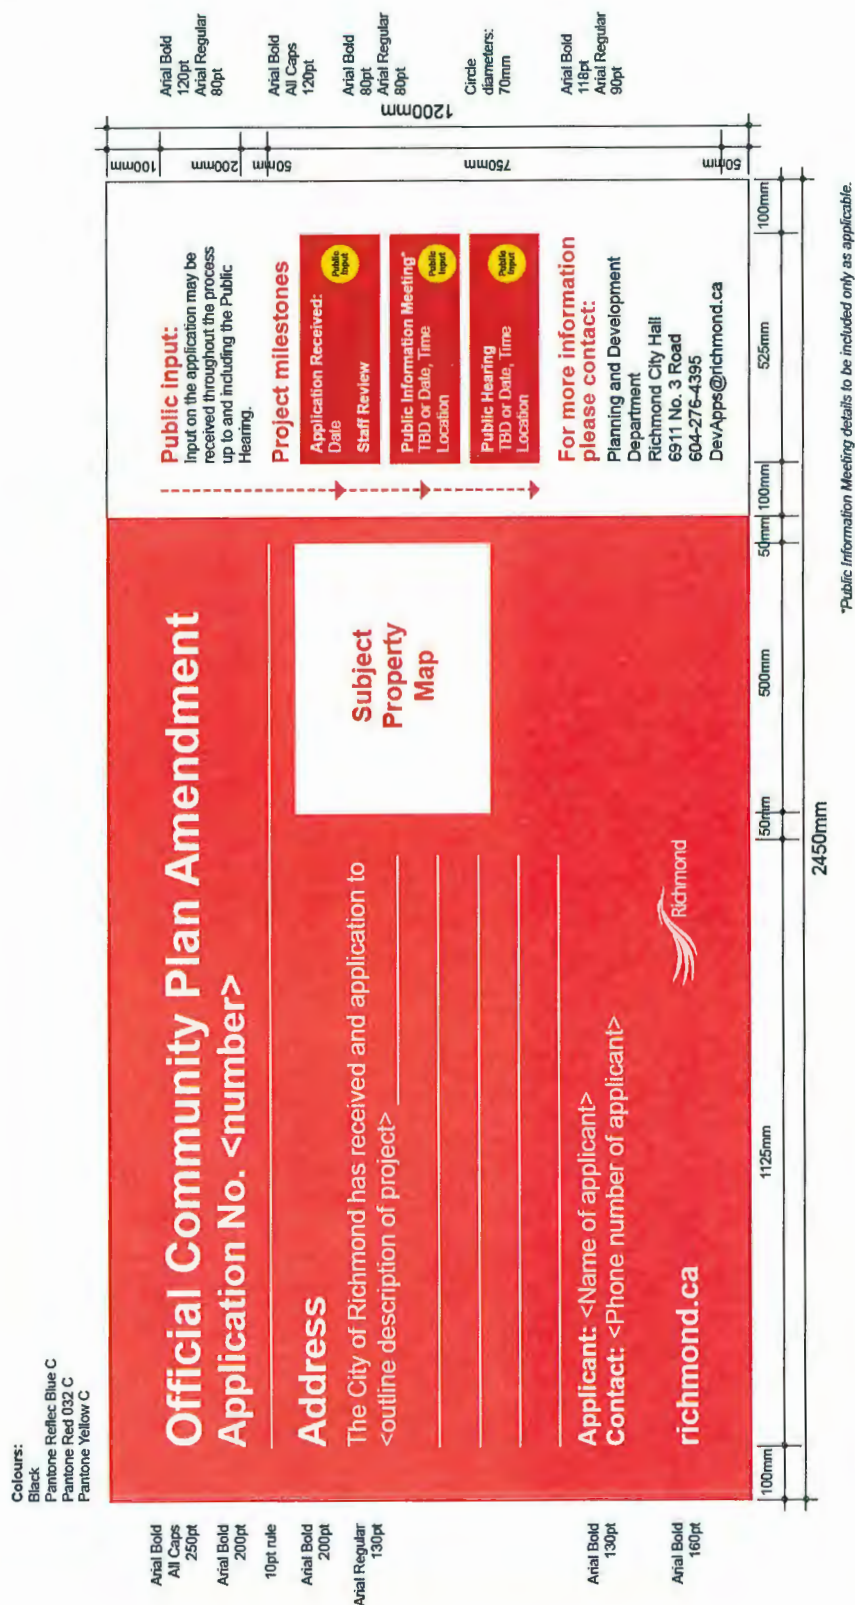 Colours:
Black
Pantone Reflec Blue C
Pantone Red 032 C
Pantone Yellow C
Arial Bold
All Caps
250pt
Arial Bold
200pt
10pt rule
Arial Bold
200pt
Arial Regular
130pt
Arial Bold
130pt
Arial Bold
160pt
Official Community Plan Amendment
Application No. <number>
Address
The City of Richmond has received and application to
<outline description of project>
Subject
Property
Map
Applicant: <Name of applicant>
Contact: <Phone number of applicant>
richmond.ca
Richmond
Public input:
Input on the application may be
received throughout the process
up to and including the Public
Hearing.
Project milestones
Application Received:
Date
Staff Review
Public
Input
Public Information Meeting*
TBD or Date, Time
Location
Public
Input
Public Hearing
TBD or Date, Time
Location
Public
Input
For more information
please contact:
Planning and Development
Department
Richmond City Hall
6911 No. 3 Road
604-276-4395
DevApps@richmond.ca
100mm
200mm
50mm
750mm
50mm
1200mm
Arial Bold
120pt
Arial Regular
80pt
Arial Bold
All Caps
120pt
Arial Bold
80pt
Arial Regular
80pt
Circle
diameters:
70mm
Arial Bold
118pt
Arial Regular
90pt
100mm
1125mm
50mm
500mm
50mm
100mm
525mm
100mm
2450mm
*Public Information Meeting details to be included only as applicable.